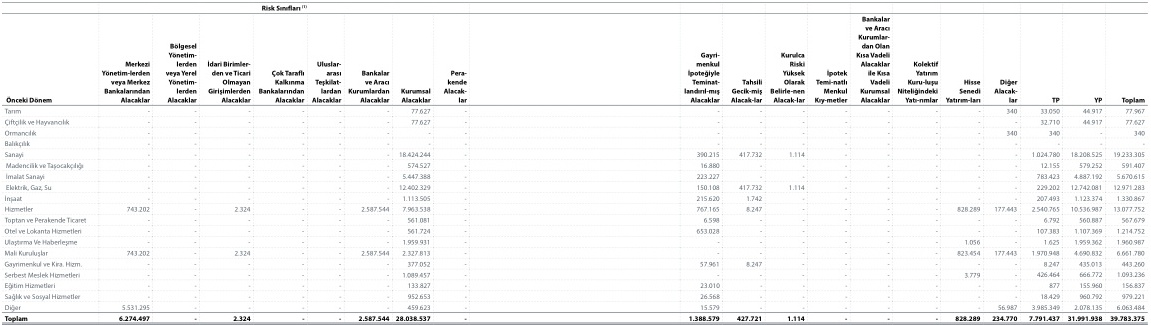 Risk Sınıfları (1)
Önceki Dönem | Merkezi Yönetim-lerden veya Merkez Bankalarından Alacaklar | Bölgesel Yönetim-lerden veya Yerel Yönetim-lerden Alacaklar | İdari Birimler-den ve Ticari Olmayan Girişimlerden Alacaklar | Çok Taraflı Kalkınma Bankalarından Alacaklar | Uluslar-arası Teşkilat-lardan Alacaklar | Bankalar ve Aracı Kurumlardan Alacaklar | Kurumsal Alacaklar | Pera-kende Alacak-lar | Gayri-menkul İpoteğiyle Teminat-landırıl-mış Alacaklar | Tahsili Gecik-miş Alacaklar | Kurulca Riski Yüksek Olarak Belirle-nen Alacak-lar | İpotek Temi-natlı Menkul Kıy-metler | Bankalar ve Aracı Kurumlar-dan Olan Kısa Vadeli Alacaklar ile Kısa Vadeli Kurumsal Alacaklar | Kolektif Yatırım Kuru-luşu Niteliğindeki Yatı-rımlar | Hisse Senedi Yatırım-ları | Diğer Alacak-lar | TP | YP | Toplam
Tarım - - - - - - 77.627 - - - - - - - - 340 33.050 44.917 77.967
Çiftçilik ve Hayvancılık - - - - - - 77.627 - - - - - - - - - 32.710 44.917 77.627
Ormancılık - - - - - - - - - - - - - - - 340 340 - 340
Balıkçılık
Sanayi - - - - - - 18.424.244 - 390.215 417.732 1.114 - - - - - 1.024.780 18.208.525 19.233.305
Madencilik ve Taşocakçılığı - - - - - - 574.527 - 16.880 - - - - - - - 12.155 579.252 591.407
İmalat Sanayi - - - - - - 5.447.388 - 223.227 - - - - - - - 783.423 4.887.192 5.670.615
Elektrik, Gaz, Su - - - - - - 12.402.329 - 150.108 417.732 1.114 - - - - - 229.202 12.742.081 12.971.283
İnşaat - - - - - - 1.113.505 - 215.620 1.742 - - - - - - 207.493 1.123.374 1.330.867
Hizmetler 743.202 - 2.324 - - 2.587.544 7.963.538 - 767.165 8.247 - - - - 828.289 177.443 2.540.765 10.536.987 13.077.752
Toptan ve Perakende Ticaret - - - - - - 561.081 - 6.598 - - - - - - - 6.792 560.887 567.679
Otel ve Lokanta Hizmetleri - - - - - - 561.724 - 653.028 - - - - - - - 107.383 1.107.369 1.214.752
Ulaştırma Ve Haberleşme - - - - - - 1.959.931 - - - - - - - 1.056 - 1.625 1.959.362 1.960.987
Mali Kuruluşlar 743.202 - 2.324 - - 2.587.544 2.327.813 - - - - - - - 823.454 177.443 1.970.948 4.690.832 6.661.780
Gayrimenkul ve Kira. Hizm. - - - - - - 377.052 - 57.961 8.247 - - - - - - 8.247 435.013 443.260
Serbest Meslek Hizmetleri - - - - - - 1.089.457 - - - - - - - 3.779 - 426.464 666.772 1.093.236
Eğitim Hizmetleri - - - - - - 133.827 - 23.010 - - - - - - - 877 155.960 156.837
Sağlık ve Sosyal Hizmetler - - - - - - 952.653 - 26.568 - - - - - - - 18.429 960.792 979.221
Diğer 5.531.295 - - - - - 459.623 - 15.579 - - - - - - 56.987 3.985.349 2.078.135 6.063.484
Toplam 6.274.497 - 2.324 - - 2.587.544 28.038.537 - 1.388.579 427.721 1.114 - - - 828.289 234.770 7.791.437 31.991.938 39.783.375